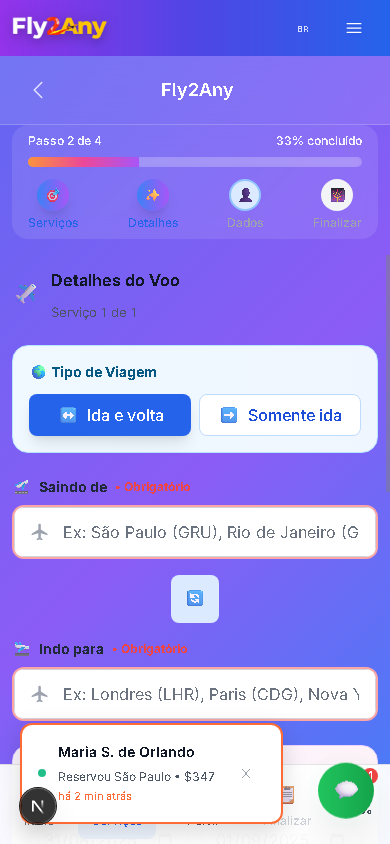 Fly2Any
BR
Fly2Any
Passo 2 de 4
33% concluído
Serviços
Detalhes
Dados
Finalizar
Detalhes do Voo
Serviço 1 de 1
Tipo de Viagem
Ida e volta
Somente ida
Saindo de • Obrigatório
Ex: São Paulo (GRU), Rio de Janeiro (G
Indo para • Obrigatório
Ex: Londres (LHR), Paris (CDG), Nova Y
Maria S. de Orlando
Reservou São Paulo • $347
há 2 min atrás
N
1
Finalizar